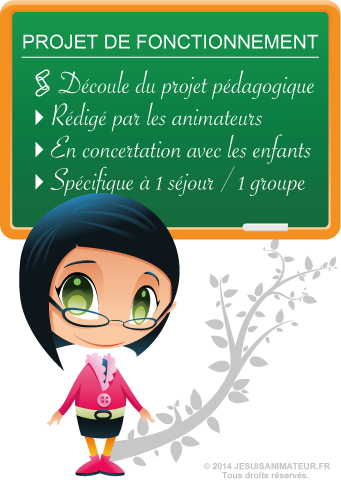 PROJET DE FONCTIONNEMENT
§ Découle du projet pédagogique
Rédigé par les animateurs
En concertation avec les enfants
Spécifique à 1 séjour / 1 groupe
© 2014 JESUISANIMATEUR.FR
Tous droits réservés.